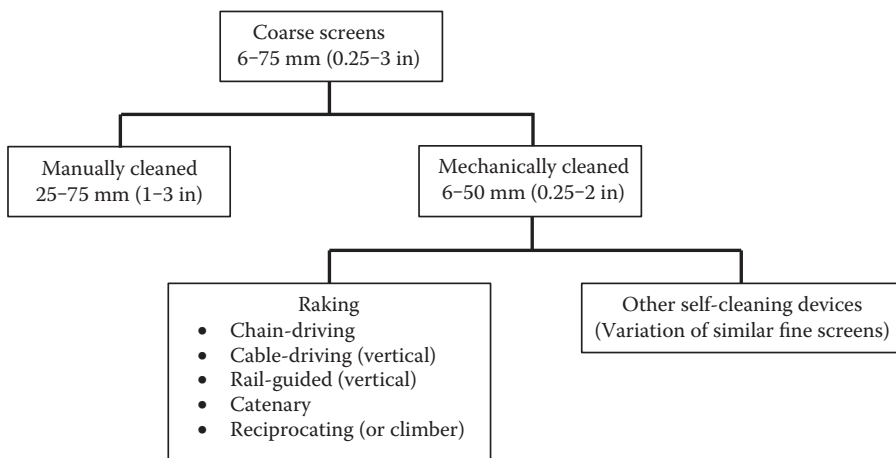 Coarse screens
6–75 mm (0.25–3 in)
Manually cleaned
25–75 mm (1–3 in)
Mechanically cleaned
6–50 mm (0.25–2 in)
Raking
• Chain-driving
• Cable-driving (vertical)
• Rail-guided (vertical)
• Catenary
• Reciprocating (or climber)
Other self-cleaning devices
(Variation of similar fine screens)